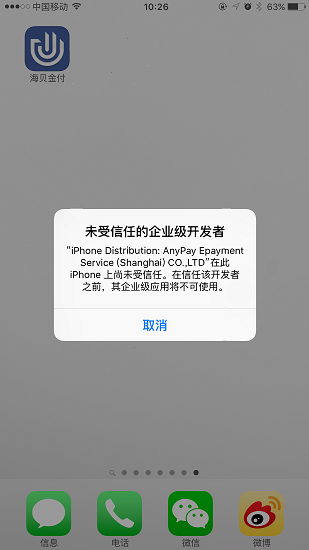 中国移动 10:26 63%
海贝金付
未受信任的企业级开发者
“iPhone Distribution: AnyPay Epayment
Service (Shanghai) CO.,LTD”在此
iPhone 上尚未受信任。在信任该开发者
之前，其企业级应用将不可使用。
取消
信息 电话 微信 微博